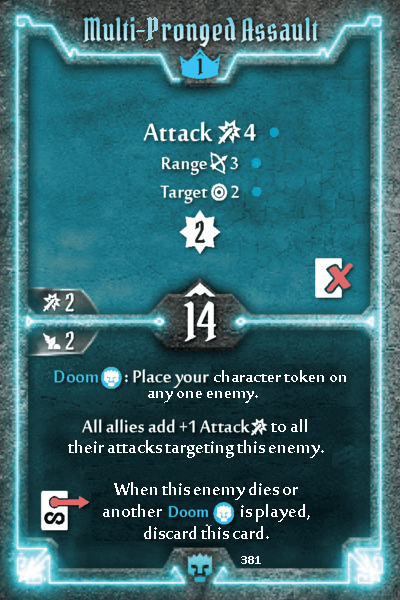 Multi-Pronged Assault
1
Attack 4
Range 3
Target 2
2
2
14
2
Doom : Place your character token on
any one enemy.
All allies add +1 Attack to all
their attacks targeting this enemy.
When this enemy dies or
another Doom is played,
discard this card.
8
381